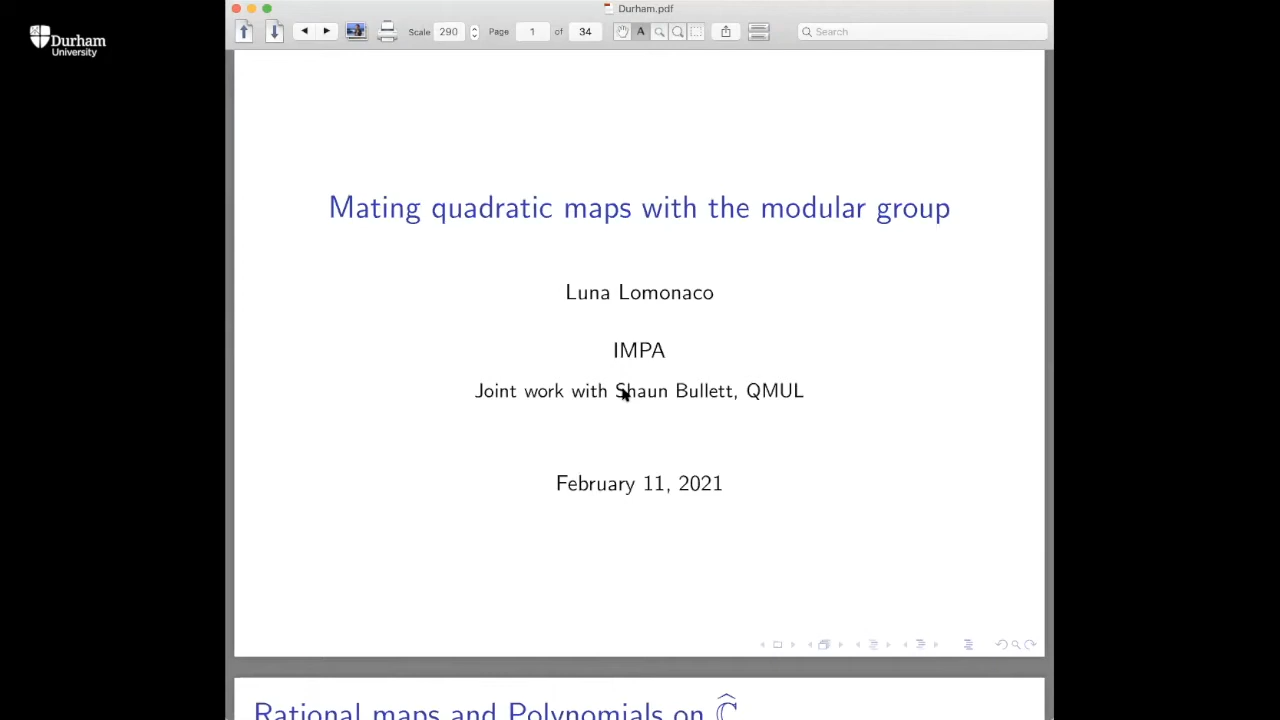 Durham.pdf
Durham
University
Scale 290 Page 1 of 34 A Search
Mating quadratic maps with the modular group
Luna Lomonaco
IMPA
Joint work with Shaun Bullett, QMUL
February 11, 2021
Rational maps and Polynomials on Ĉ